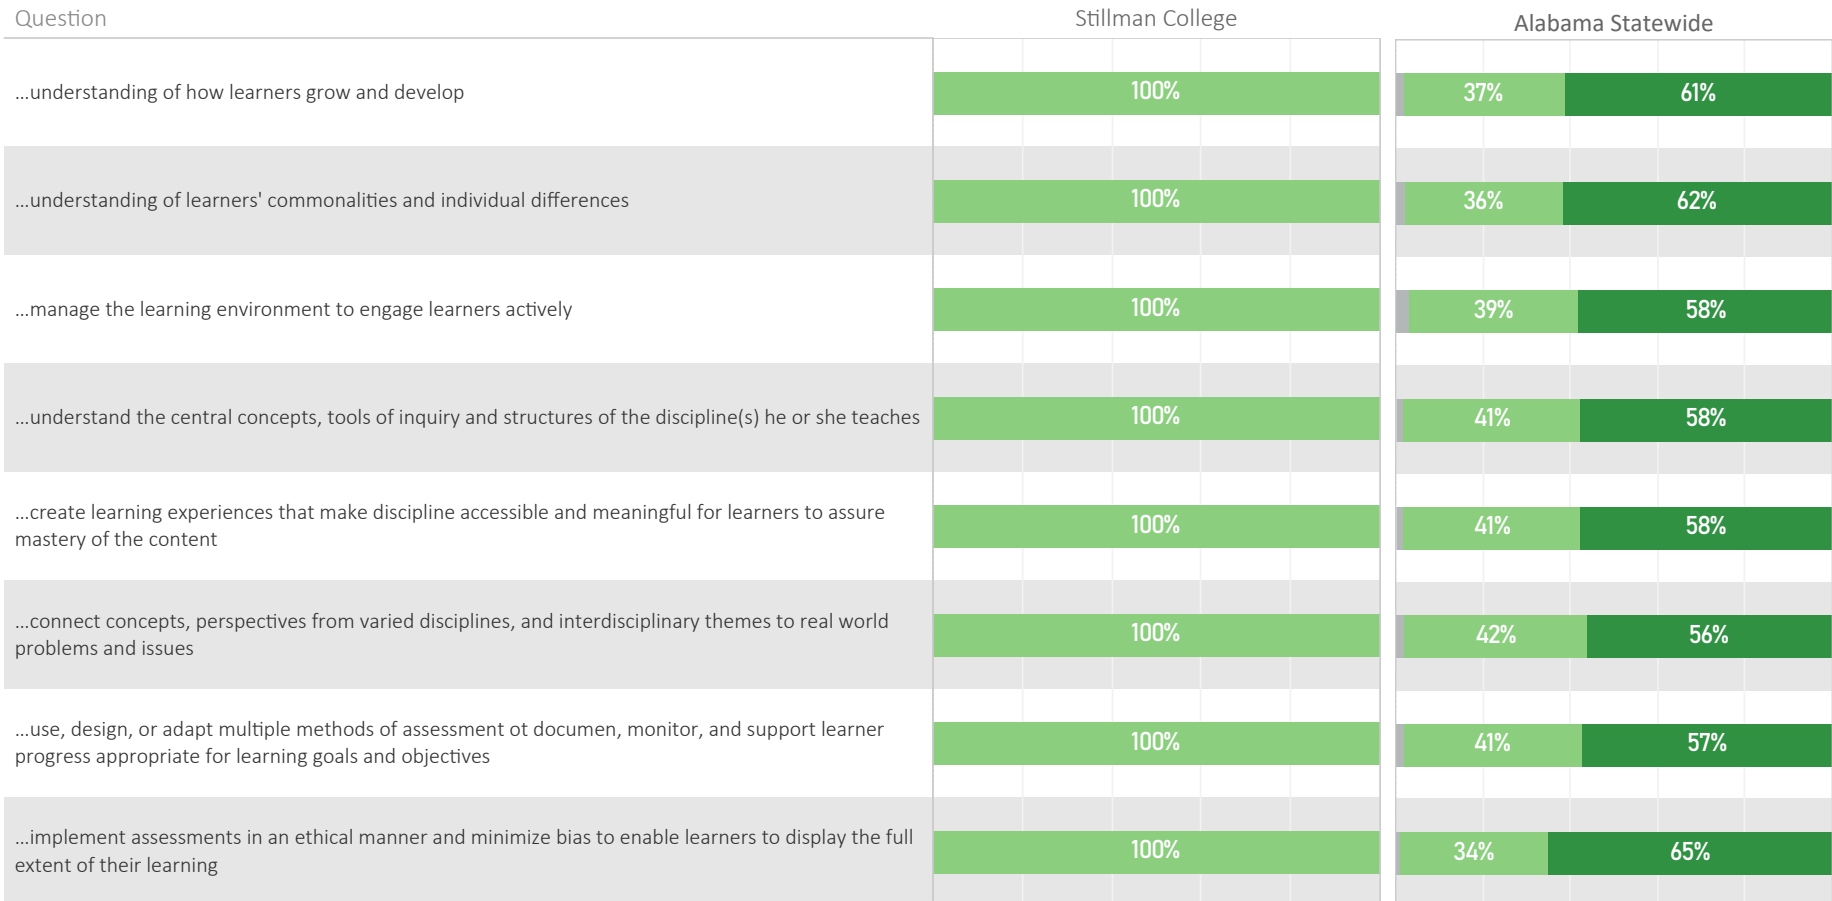 Question Stillman College Alabama Statewide
...understanding of how learners grow and develop 100% 37% 61%
...understanding of learners' commonalities and individual differences 100% 36% 62%
...manage the learning environment to engage learners actively 100% 39% 58%
...understand the central concepts, tools of inquiry and structures of the discipline(s) he or she teaches 100% 41% 58%
...create learning experiences that make discipline accessible and meaningful for learners to assure
mastery of the content
100% 41% 58%
...connect concepts, perspectives from varied disciplines, and interdisciplinary themes to real world
problems and issues
100% 42% 56%
...use, design, or adapt multiple methods of assessment ot documen, monitor, and support learner
progress appropriate for learning goals and objectives
100% 41% 57%
...implement assessments in an ethical manner and minimize bias to enable learners to display the full
extent of their learning
100% 34% 65%